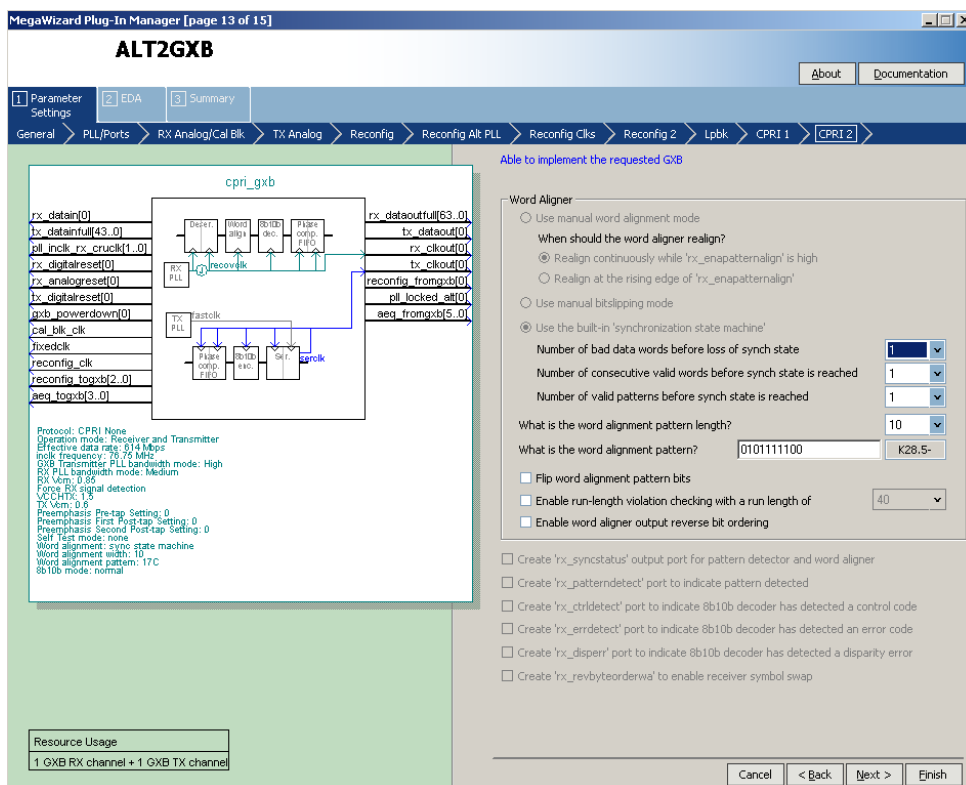 MegaWizard Plug-In Manager [page 13 of 15]
ALT2GXB
About
Documentation
1 Parameter Settings
2 EDA
3 Summary
General
PLL/Ports
RX Analog/Cal Blk
TX Analog
Reconfig
Reconfig Alt PLL
Reconfig Clks
Reconfig 2
Lpbk
CPRI 1
CPRI 2
cpri_gxb
rx_datain[0]
tx_datainfull[43..0]
pll_inclk_rx_cruclk[1..0]
rx_digitalreset[0]
rx_analogreset[0]
tx_digitalreset[0]
gxb_powerdown[0]
cal_blk_clk
fixedclk
reconfig_clk
reconfig_togxb[2..0]
aeq_togxb[3..0]
Deser.
Word align
8b10b dec.
Phase comp. FIFO
RX PLL
recovclk
TX PLL
fastclk
Phase comp. FIFO
8b10b enc.
Ser.
serclk
rx_dataoutfull[63..0]
tx_dataout[0]
rx_clkout[0]
tx_clkout[0]
reconfig_fromgxb[0]
pll_locked_alt[0]
aeq_fromgxb[5..0]
Protocol: CPRI None
Operation mode: Receiver and Transmitter
Effective data rate: 614 Mbps
inclk frequency: 76.75 MHz
GXB Transmitter PLL bandwidth mode: High
RX PLL bandwidth mode: Medium
RX Vcm: 0.85
Force RX signal detection
VCCHTX: 1.5
TX Vcm: 0.6
Preemphasis Pre-tap Setting: 0
Preemphasis First Post-tap Setting: 0
Preemphasis Second Post-tap Setting: 0
Self Test mode: none
Word alignment: sync state machine
Word alignment width: 10
Word alignment pattern: 17C
8b10b mode: normal
Resource Usage
1 GXB RX channel + 1 GXB TX channel
Able to implement the requested GXB
Word Aligner
Use manual word alignment mode
When should the word aligner realign?
Realign continuously while 'rx_enapatternalign' is high
Realign at the rising edge of 'rx_enapatternalign'
Use manual bitslipping mode
Use the built-in 'synchronization state machine'
Number of bad data words before loss of synch state 1
Number of consecutive valid words before synch state is reached 1
Number of valid patterns before synch state is reached 1
What is the word alignment pattern length? 10
What is the word alignment pattern? 0101111100 K28.5-
Flip word alignment pattern bits
Enable run-length violation checking with a run length of 40
Enable word aligner output reverse bit ordering
Create 'rx_syncstatus' output port for pattern detector and word aligner
Create 'rx_patterndetect' port to indicate pattern detected
Create 'rx_ctrldetect' port to indicate 8b10b decoder has detected a control code
Create 'rx_errdetect' port to indicate 8b10b decoder has detected an error code
Create 'rx_disperr' port to indicate 8b10b decoder has detected a disparity error
Create 'rx_revbyteorderwa' to enable receiver symbol swap
Cancel
< Back
Next >
Finish